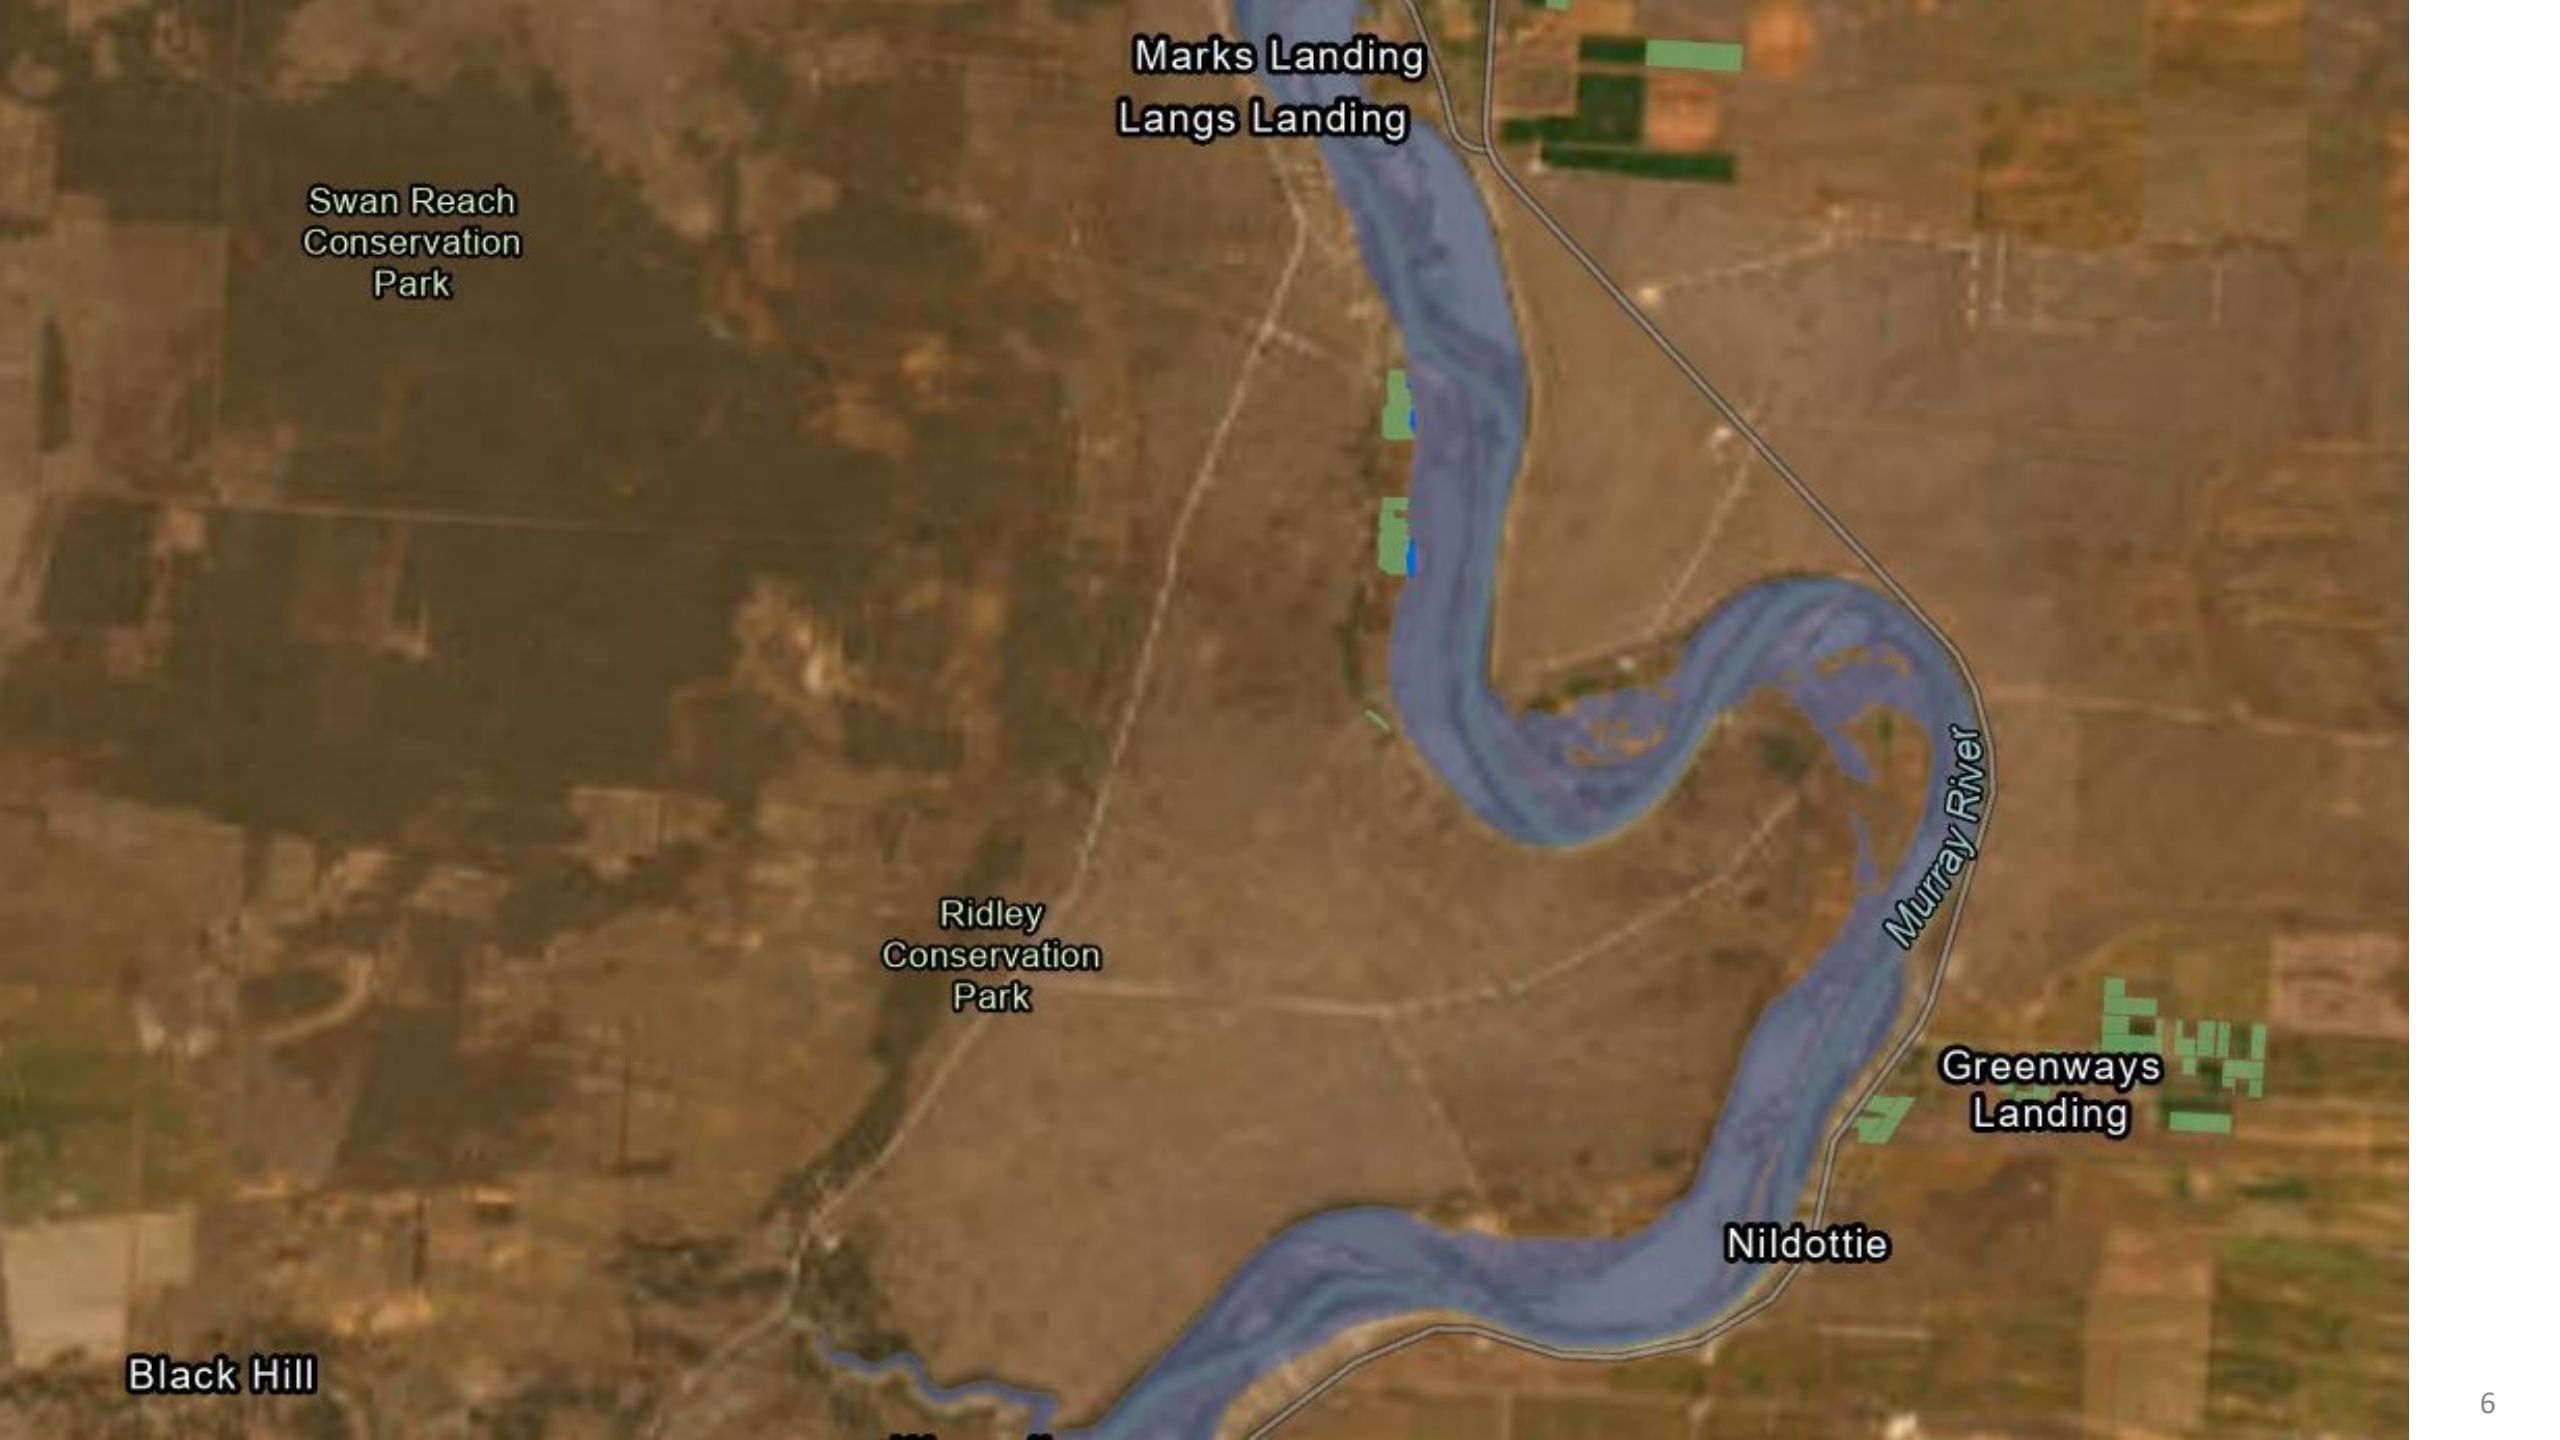 Marks Landing
Langs Landing
Swan Reach
Conservation
Park
Murray River
Ridley
Conservation
Park
Greenways
Landing
Nildottie
Black Hill
6